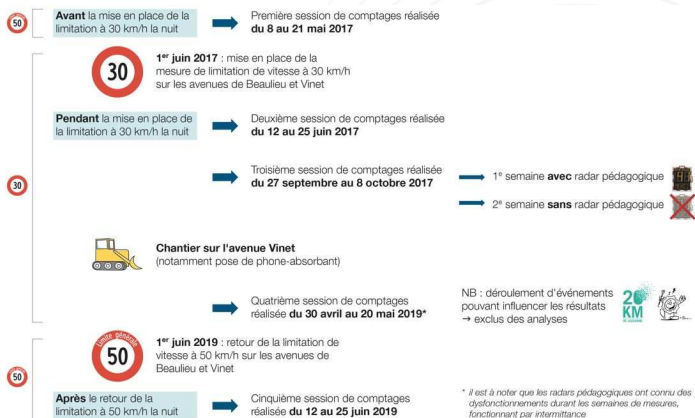 50
Avant la mise en place de la
limitation à 30 km/h la nuit
Première session de comptages réalisée
du 8 au 21 mai 2017
30
1er juin 2017 : mise en place de la
mesure de limitation de vitesse à 30 km/h
sur les avenues de Beaulieu et Vinet
Pendant la mise en place de
la limitation à 30 km/h la nuit
Deuxième session de comptages réalisée
du 12 au 25 juin 2017
30
Troisième session de comptages réalisée
du 27 septembre au 8 octobre 2017
1e semaine avec radar pédagogique
2e semaine sans radar pédagogique
Chantier sur l'avenue Vinet
(notamment pose de phone-absorbant)
Quatrième session de comptages
réalisée du 30 avril au 20 mai 2019*
NB : déroulement d'événements
pouvant influencer les résultats
→ exclus des analyses
20
KM
Limite générale
50
1er juin 2019 : retour de la limitation de
vitesse à 50 km/h sur les avenues de
Beaulieu et Vinet
50
Après le retour de la
limitation à 50 km/h la nuit
Cinquième session de comptages
réalisée du 12 au 25 juin 2019
* il est à noter que les radars pédagogiques ont connu des
dysfonctionnements durant les semaines de mesures,
fonctionnant par intermittance